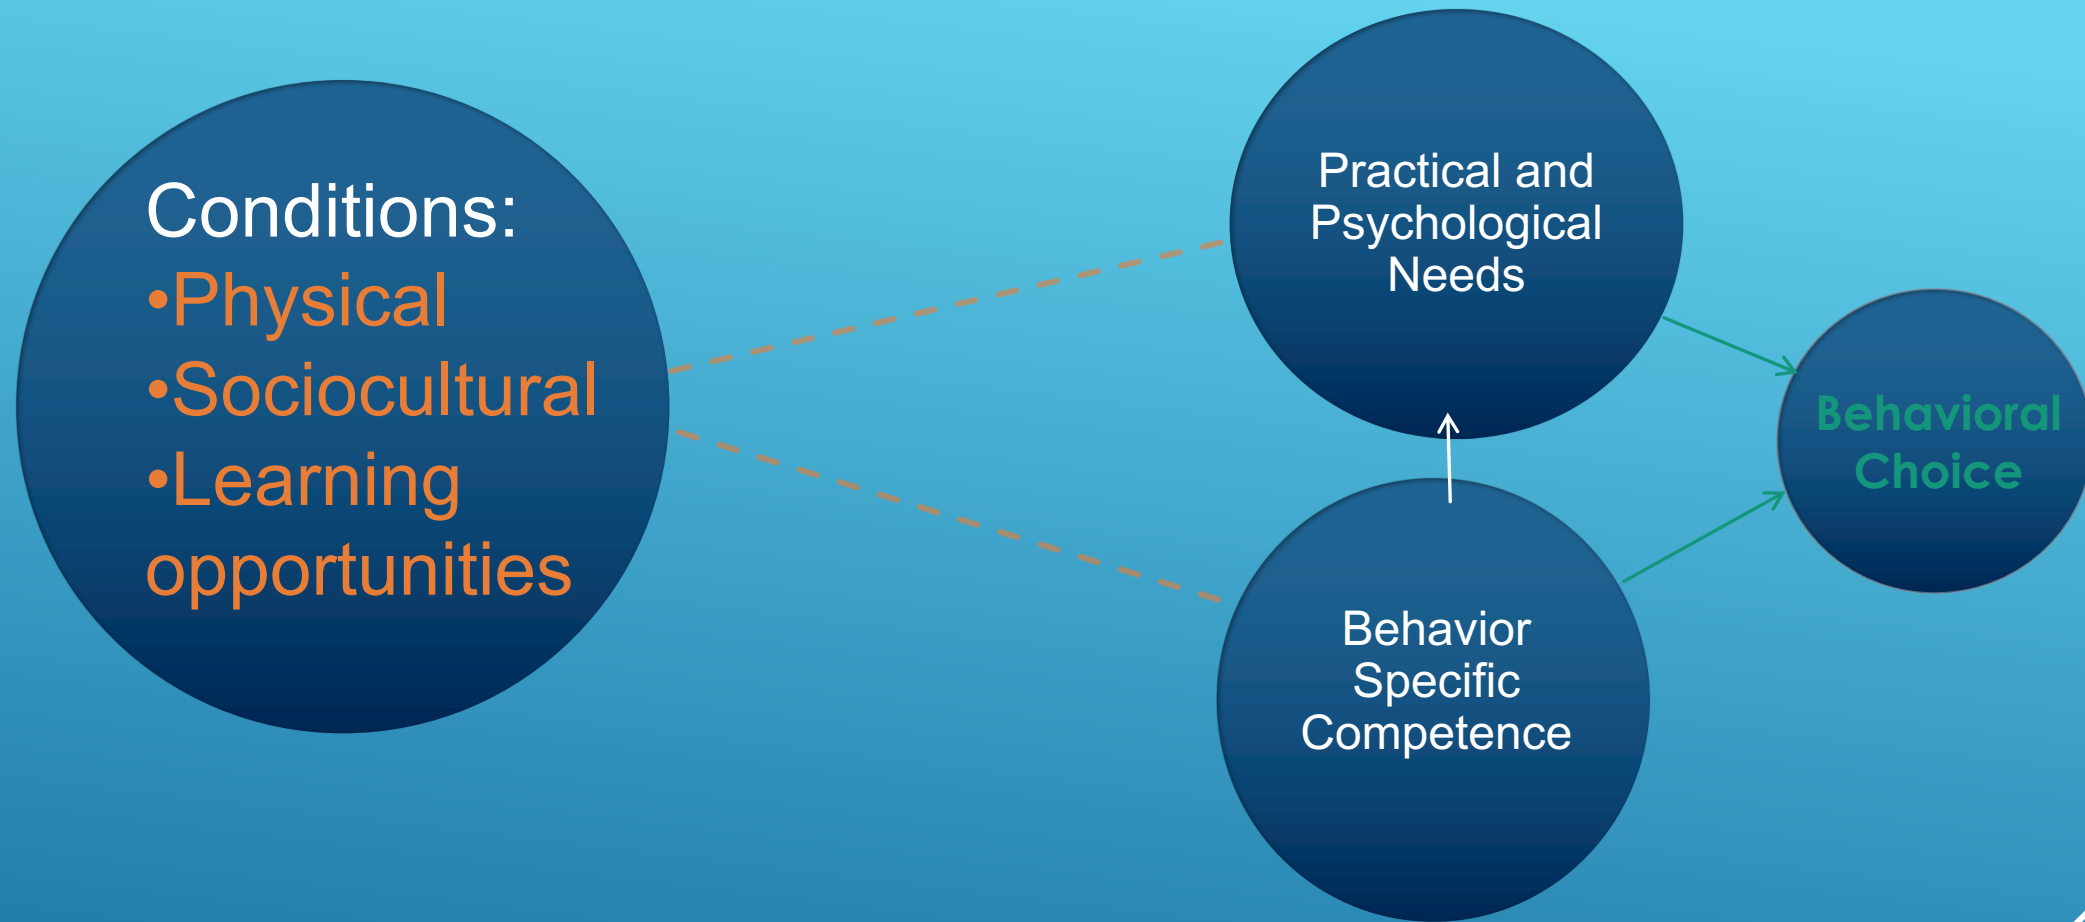 Conditions:
•Physical
•Sociocultural
•Learning
opportunities
Practical and
Psychological
Needs
Behavior
Specific
Competence
Behavioral
Choice